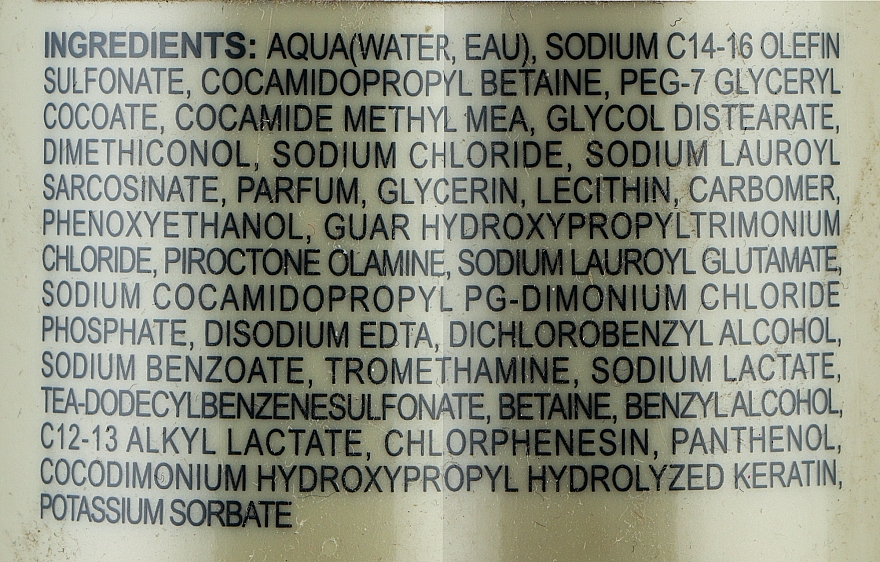 INGREDIENTS: AQUA(WATER, EAU), SODIUM C14-16 OLEFIN
SULFONATE, COCAMIDOPROPYL BETAINE, PEG-7 GLYCERYL
COCOATE, COCAMIDE METHYL MEA, GLYCOL DISTEARATE,
DIMETHICONOL, SODIUM CHLORIDE, SODIUM LAUROYL
SARCOSINATE, PARFUM, GLYCERIN, LECITHIN, CARBOMER,
PHENOXYETHANOL, GUAR HYDROXYPROPYLTRIMONIUM
CHLORIDE, PIROCTONE OLAMINE, SODIUM LAUROYL GLUTAMATE,
SODIUM COCAMIDOPROPYL PG-DIMONIUM CHLORIDE
PHOSPHATE, DISODIUM EDTA, DICHLOROBENZYL ALCOHOL,
SODIUM BENZOATE, TROMETHAMINE, SODIUM LACTATE,
TEA-DODECYLBENZENESULFONATE, BETAINE, BENZYL ALCOHOL,
C12-13 ALKYL LACTATE, CHLORPHENESIN, PANTHENOL,
COCODIMONIUM HYDROXYPROPYL HYDROLYZED KERATIN,
POTASSIUM SORBATE